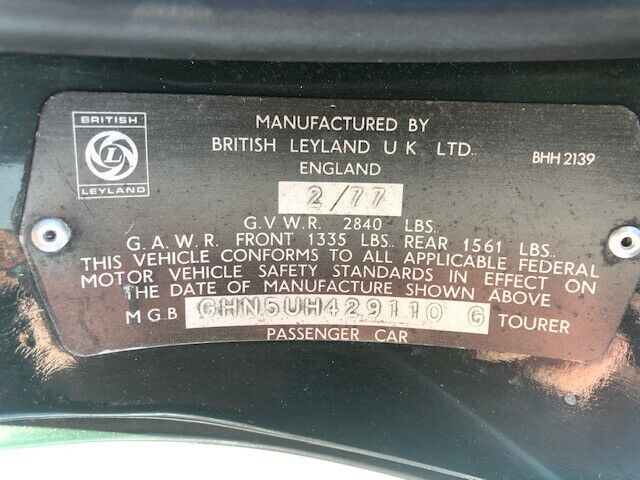 BRITISH
L
LEYLAND
MANUFACTURED BY
BRITISH LEYLAND U K LTD.
ENGLAND
BHH 2139
2/77
G.V.W.R. 2840 LBS.
G.A.W.R. FRONT 1335 LBS. REAR 1561 LBS.
THIS VEHICLE CONFORMS TO ALL APPLICABLE FEDERAL
MOTOR VEHICLE SAFETY STANDARDS IN EFFECT ON
THE DATE OF MANUFACTURE SHOWN ABOVE
MGB GHN5UH429110 G TOURER
PASSENGER CAR